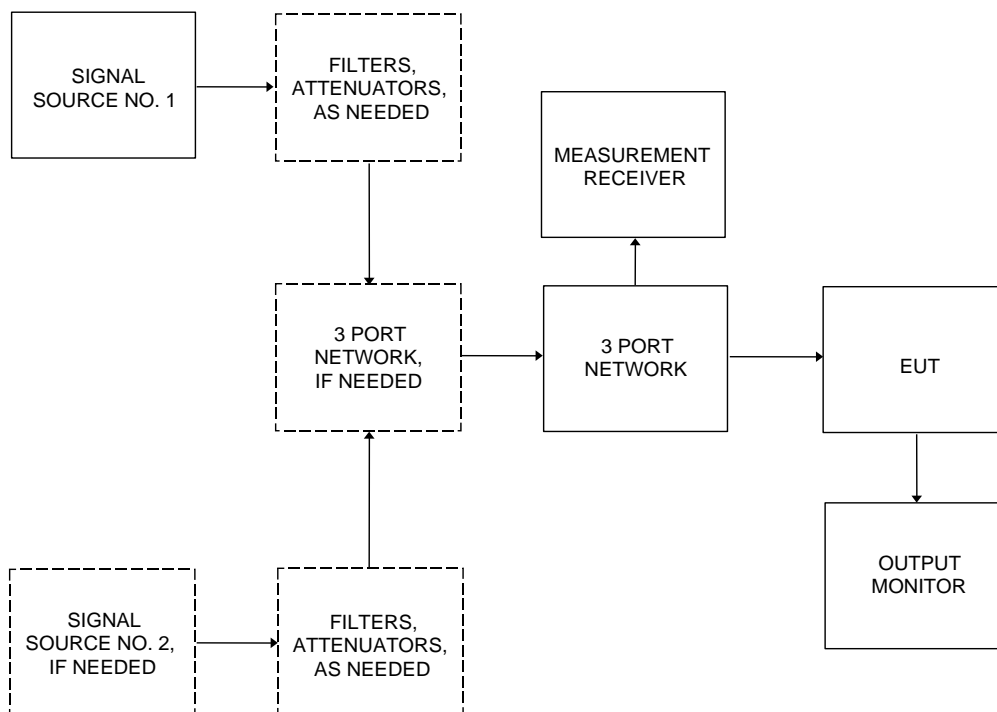 SIGNAL
SOURCE NO. 1
FILTERS,
ATTENUATORS,
AS NEEDED
MEASUREMENT
RECEIVER
3 PORT
NETWORK,
IF NEEDED
3 PORT
NETWORK
EUT
OUTPUT
MONITOR
SIGNAL
SOURCE NO. 2,
IF NEEDED
FILTERS,
ATTENUATORS,
AS NEEDED